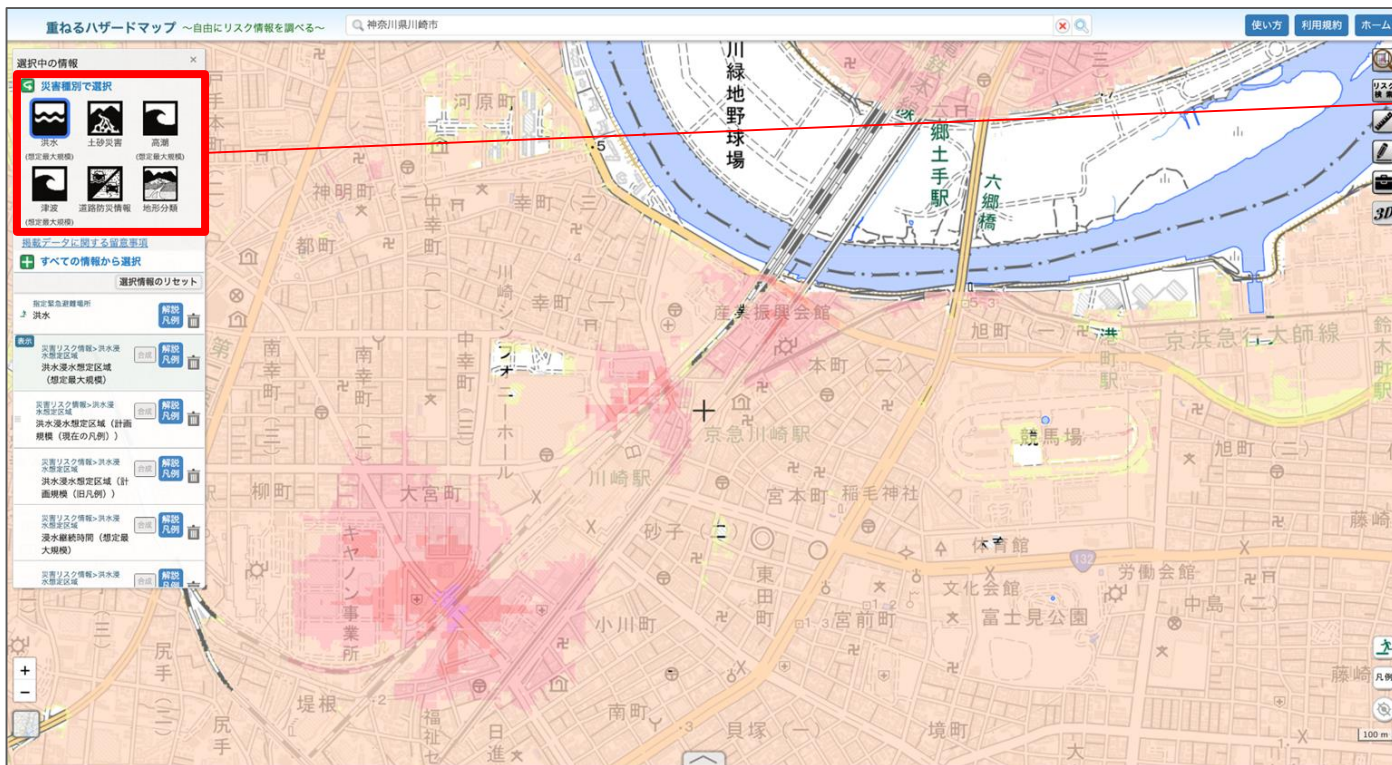 重ねるハザードマップ ～自由にリスク情報を調べる～
神奈川県川崎市
使い方
利用規約
ホーム
選択中の情報
×
災害種別で選択
洪水
(想定最大規模)
土砂災害
高潮
(想定最大規模)
津波
(想定最大規模)
道路防災情報
地形分類
掲載データに関する留意事項
すべての情報から選択
選択情報のリセット
指定緊急避難場所
洪水
解説
凡例
表示
災害リスク情報>洪水浸
水想定区域
洪水浸水想定区域
（想定最大規模）
合成
解説
凡例
災害リスク情報>洪水浸
水想定区域
洪水浸水想定区域（計画
規模（現在の凡例））
合成
解説
凡例
災害リスク情報>洪水浸
水想定区域
洪水浸水想定区域（計
画規模（旧凡例））
合成
解説
凡例
災害リスク情報>洪水浸
水想定区域
浸水継続時間（想定最
大規模）
合成
解説
凡例
災害リスク情報>洪水浸
水想定区域
合成
解説
凡例
+
−
3D
凡例
100 m
河原町
神明町
都町
中幸町
幸町
幸町（一）
南幸町
南幸町
中幸町（三）
川崎シンフォニーホール
川緑地野球場
六郷土手駅
六郷橋
産業振興会館
旭町（一）
港町駅
京浜急行大師線
鈴木町駅
本町（二）
京急川崎駅
川崎駅
競馬場
旭町（二）
柳町
大宮町
キヤノン事業所
砂子
宮本町
稲毛神社
体育館
132
労働会館
藤崎
文化会館
富士見公園
中島（二）
東田町
宮前町
小川町
尻手
尻手
堤根
福祉セ
日進
南町
貝塚（一）
境町
大
藤崎